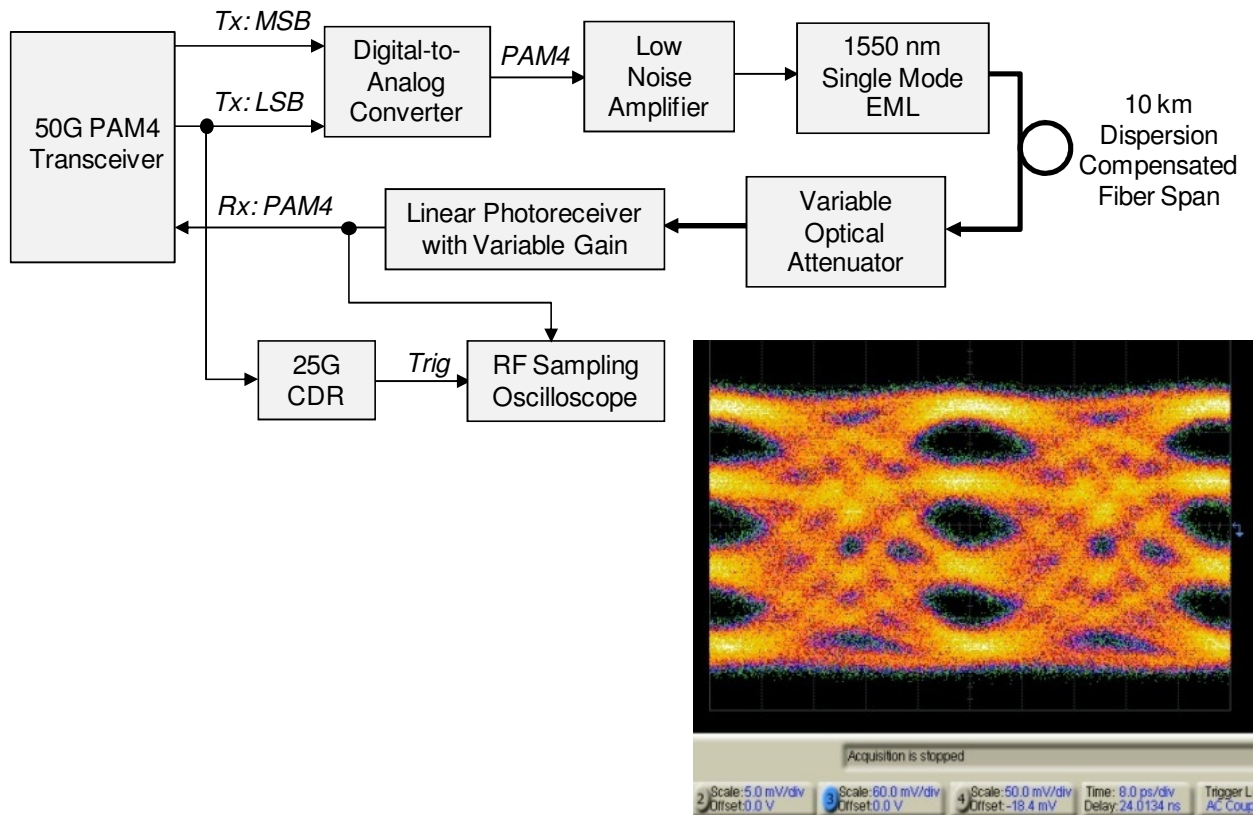 Tx: MSB
Tx: LSB
50G PAM4
Transceiver
Digital-to-
Analog
Converter
PAM4
Low
Noise
Amplifier
1550 nm
Single Mode
EML
10 km
Dispersion
Compensated
Fiber Span
Rx: PAM4
Linear Photoreceiver
with Variable Gain
Variable
Optical
Attenuator
25G
CDR
Trig
RF Sampling
Oscilloscope
Acquisition is stopped
2 Scale:5.0 mV/div
Offset:0.0 V
3 Scale:60.0 mV/div
Offset:0.0 V
4 Scale:50.0 mV/div
Offset:-18.4 mV
Time: 8.0 ps/div
Delay:24.0134 ns
Trigger L
AC Coup